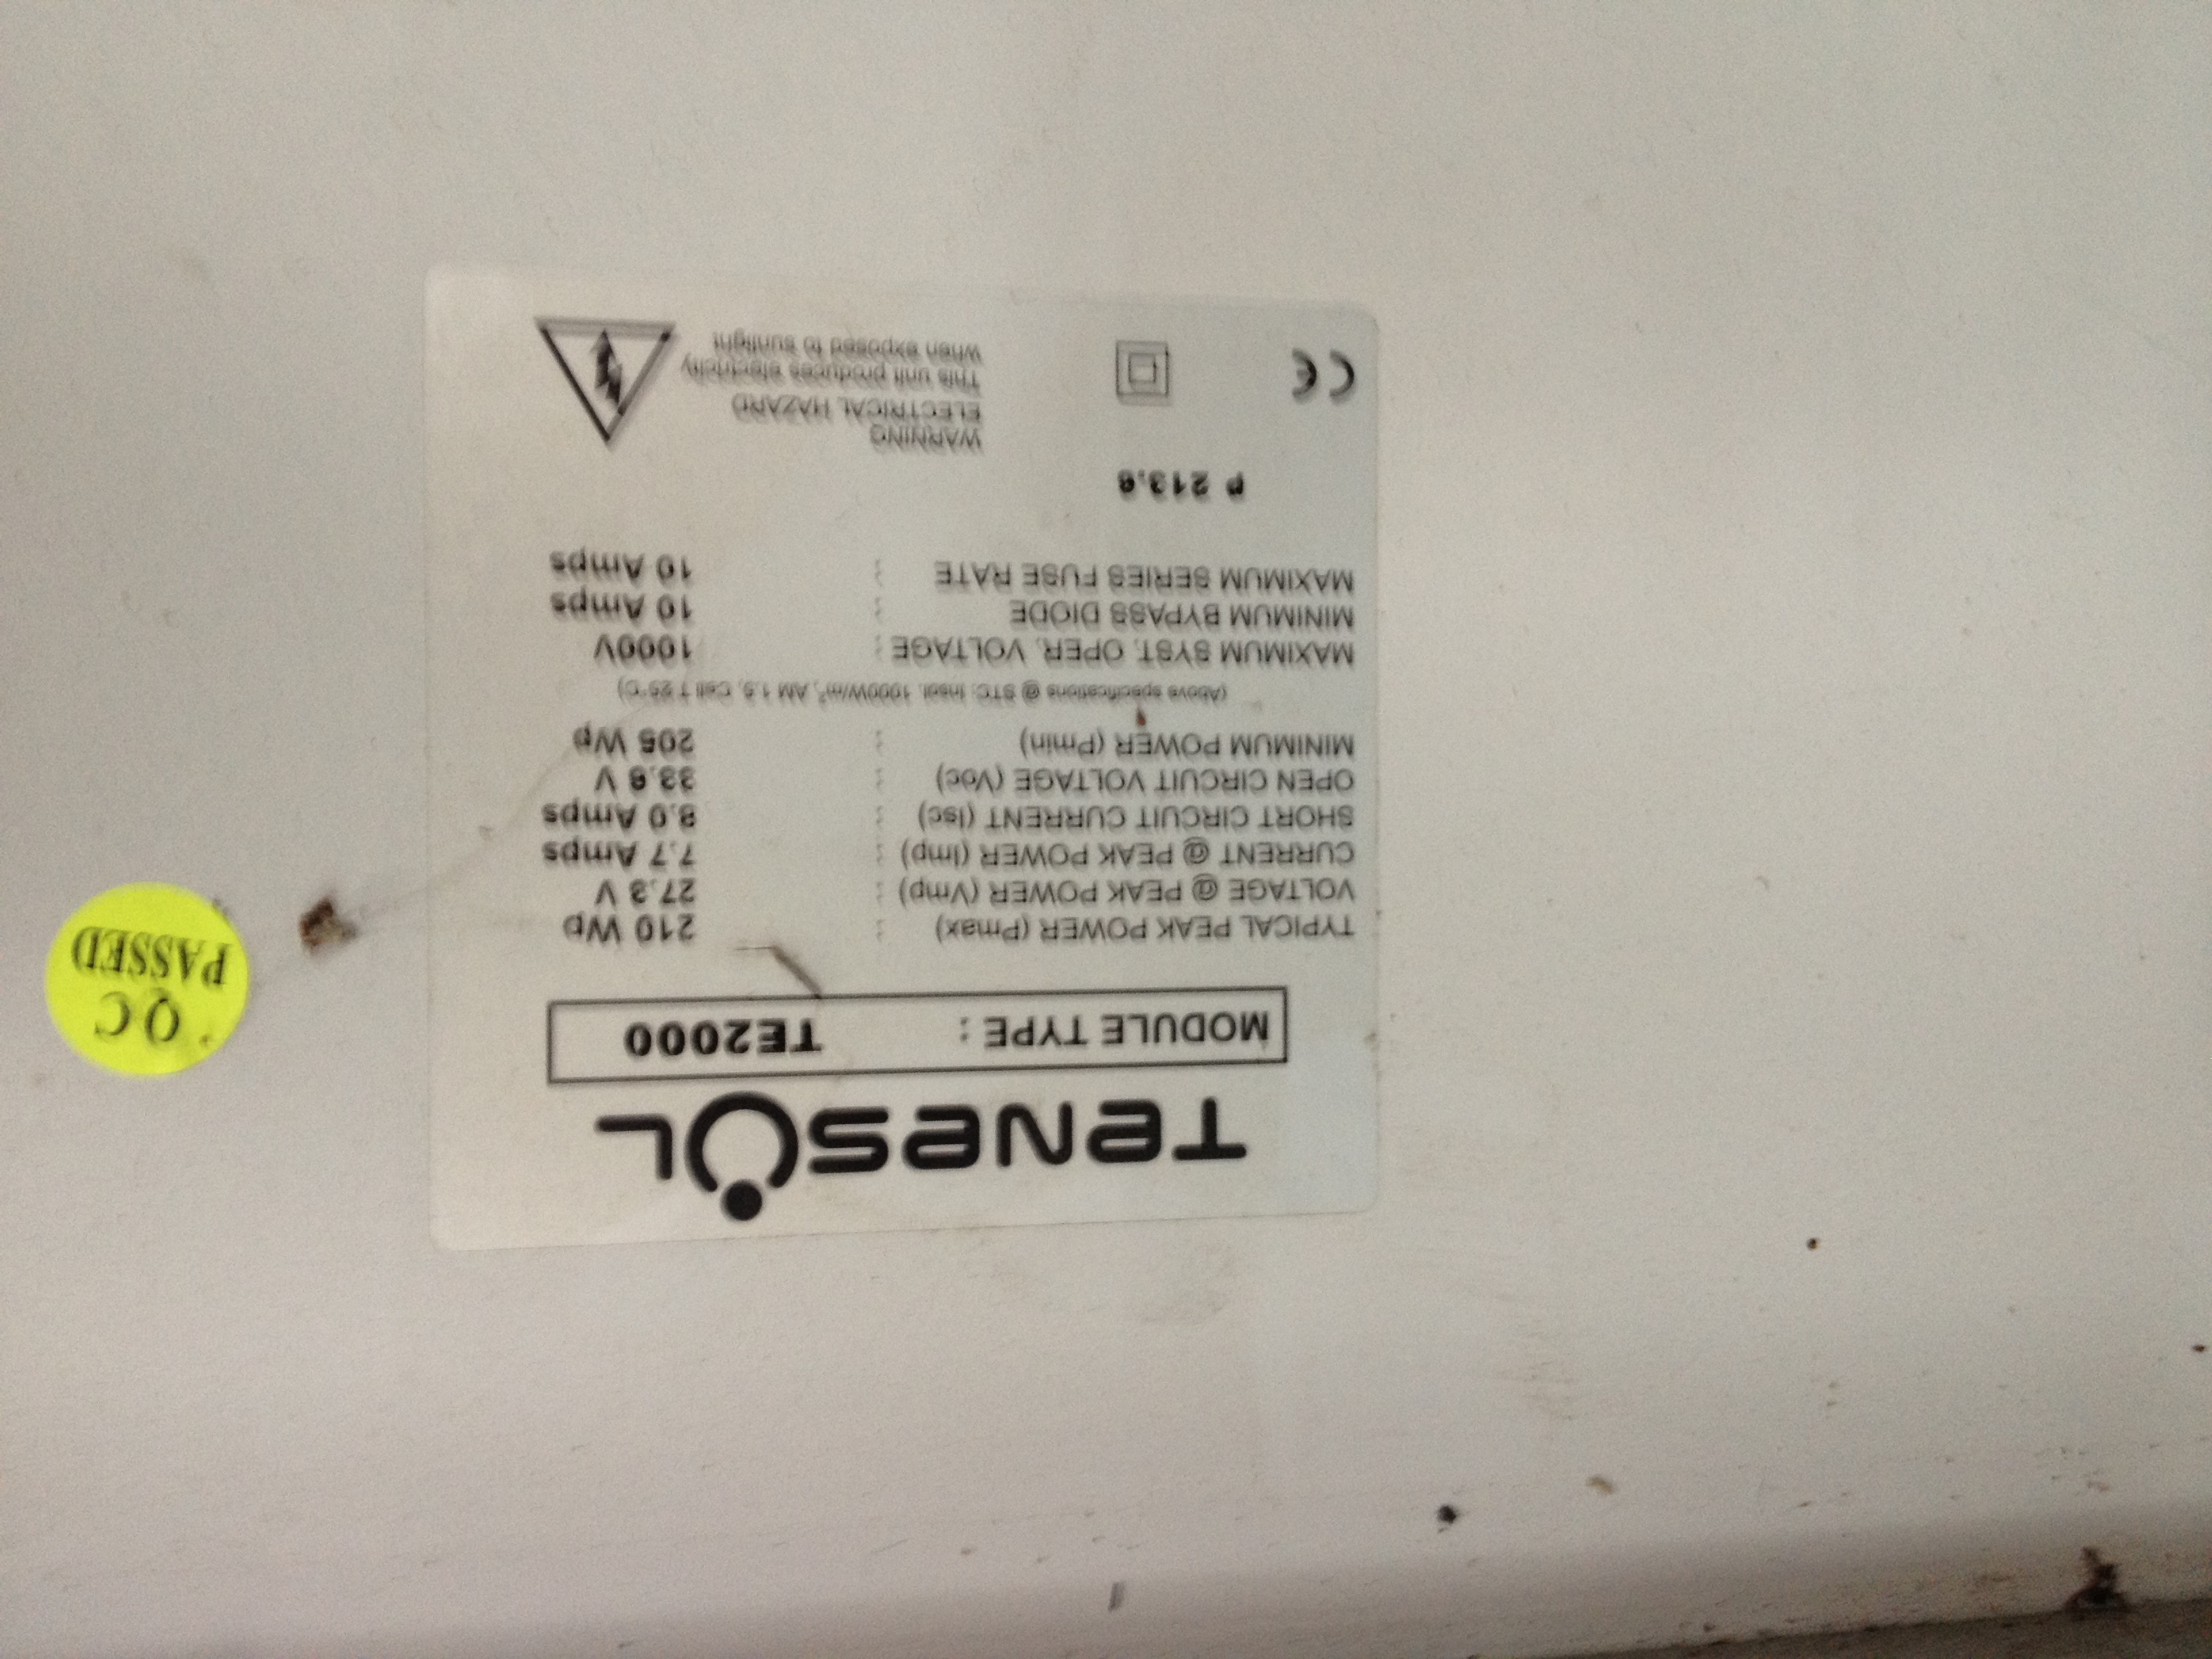 TENESOL
MODULE TYPE : TE2000
TYPICAL PEAK POWER (Pmax) : 210 Wp
VOLTAGE @ PEAK POWER (Vmp) : 27,3 V
CURRENT @ PEAK POWER (Imp) : 7.7 Amps
SHORT CIRCUIT CURRENT (Isc) : 8.0 Amps
OPEN CIRCUIT VOLTAGE (Voc) : 33,6 V
MINIMUM POWER (Pmin) : 205 Wp
(Above specifications @ STC: Insol. 1000W/m², AM 1.5, Cell T 25°C)
MAXIMUM SYST. OPER. VOLTAGE : 1000V
MINIMUM BYPASS DIODE : 10 Amps
MAXIMUM SERIES FUSE RATE : 10 Amps
P 213.6
WARNING
ELECTRICAL HAZARD
This unit produces electricity
when exposed to sunlight
CE
QC
PASSED